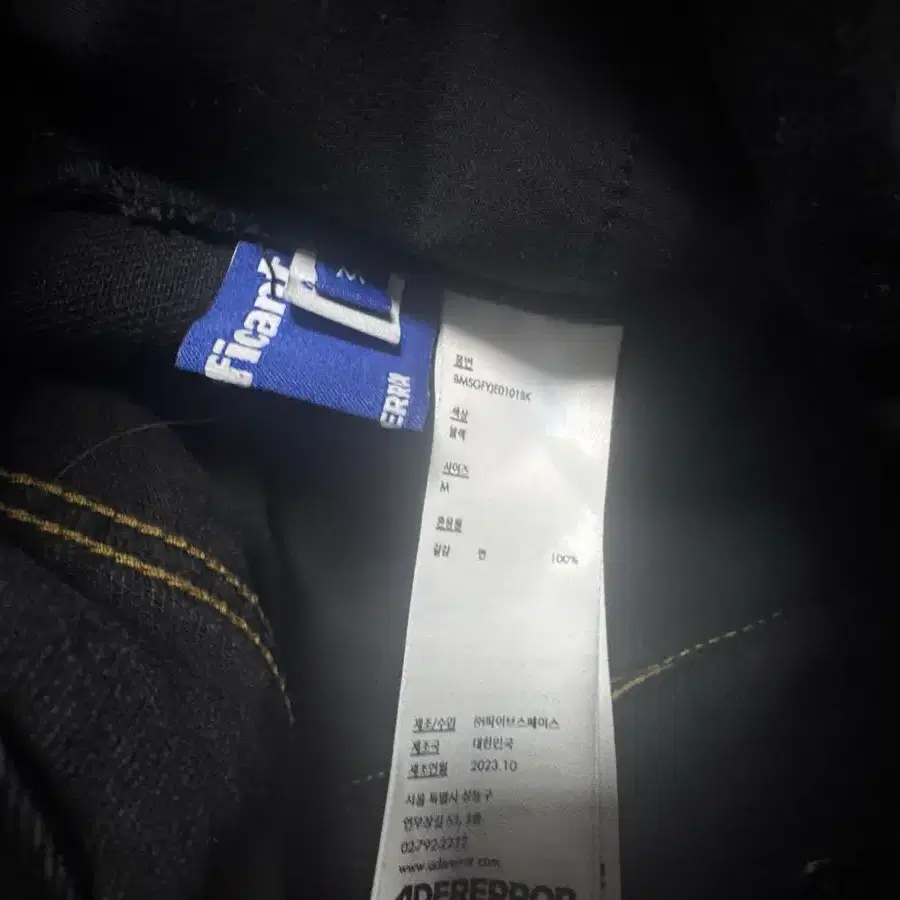 ficant
M
ERRR
품번
BMSGFYJE0101BK
색상
블랙
사이즈
M
혼용률
겉감 면 100%
제조/수입 ㈜파이브스페이스
제조국 대한민국
제조연월 2023.10
서울 특별시 성동구
연무장길 53, 3층
02-792-2212
www.adererror.com
ADERERROR